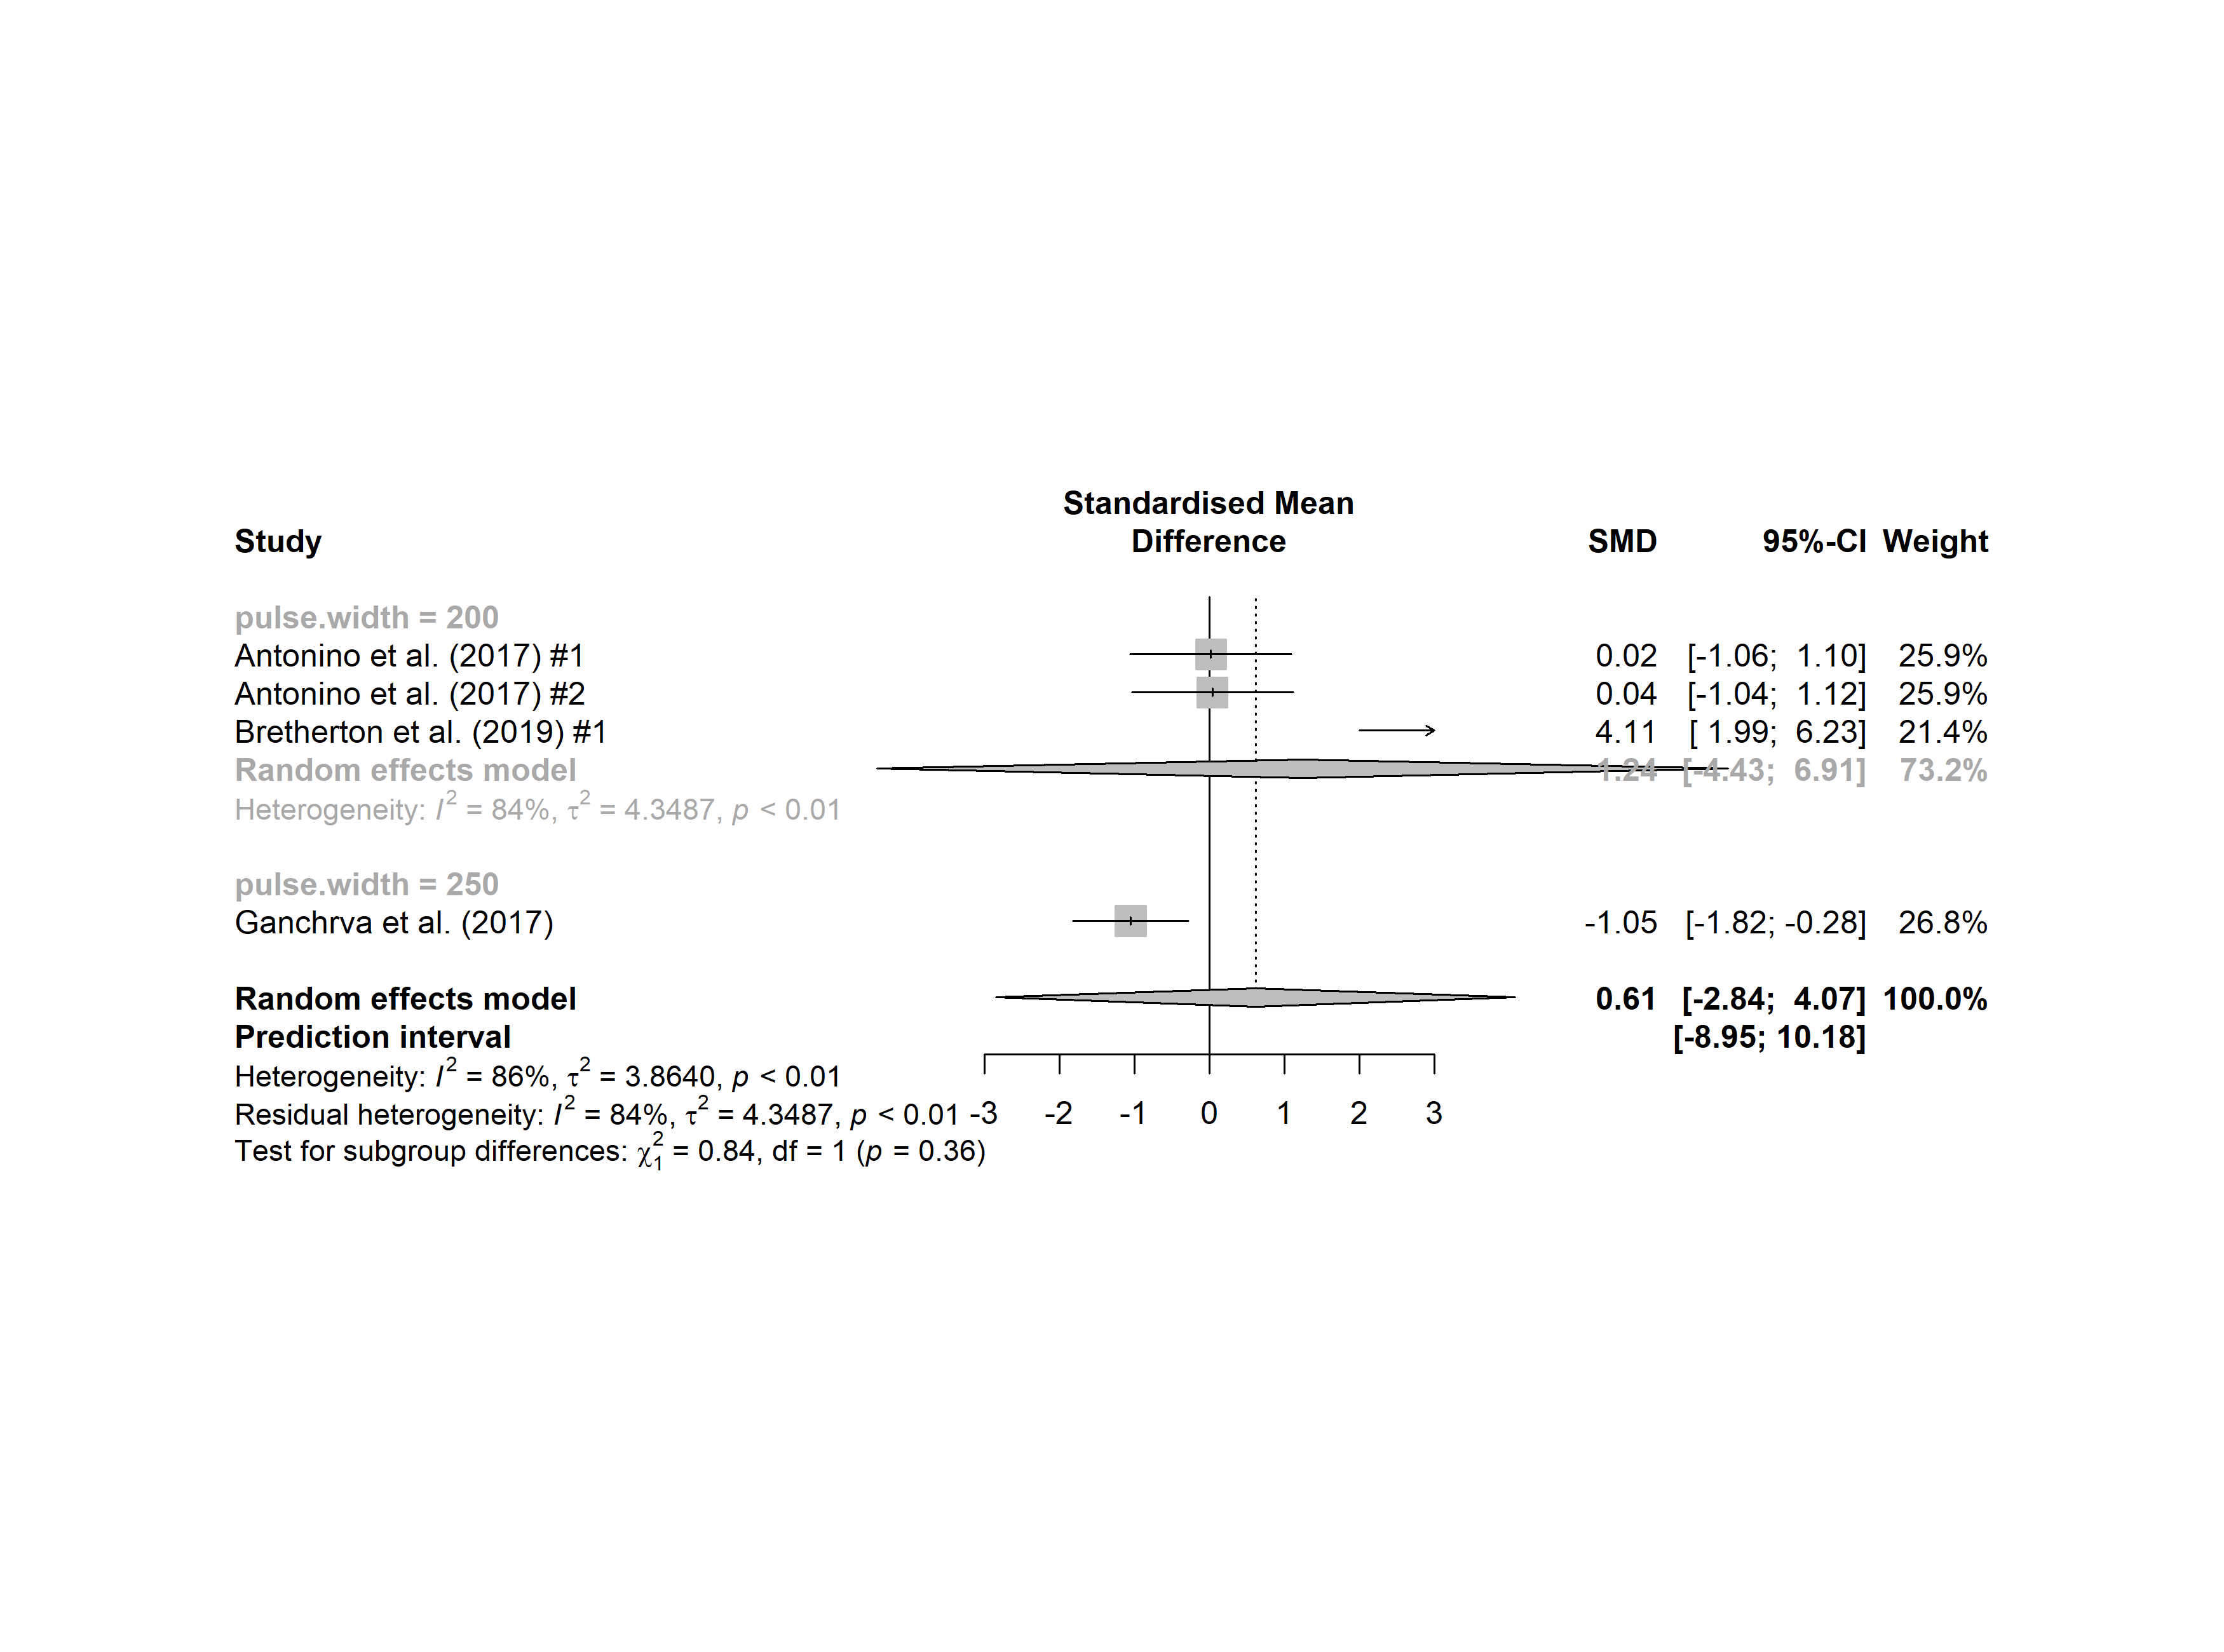 Standardised Mean
Study Difference SMD 95%-CI Weight
pulse.width = 200
Antonino et al. (2017) #1 0.02 [-1.06; 1.10] 25.9%
Antonino et al. (2017) #2 0.04 [-1.04; 1.12] 25.9%
Bretherton et al. (2019) #1 4.11 [ 1.99; 6.23] 21.4%
Random effects model 1.24 [-4.43; 6.91] 73.2%
Heterogeneity: I² = 84%, τ² = 4.3487, p < 0.01
pulse.width = 250
Ganchrva et al. (2017) -1.05 [-1.82; -0.28] 26.8%
Random effects model 0.61 [-2.84; 4.07] 100.0%
Prediction interval [-8.95; 10.18]
Heterogeneity: I² = 86%, τ² = 3.8640, p < 0.01
Residual heterogeneity: I² = 84%, τ² = 4.3487, p < 0.01 -3 -2 -1 0 1 2 3
Test for subgroup differences: χ²₁ = 0.84, df = 1 (p = 0.36)